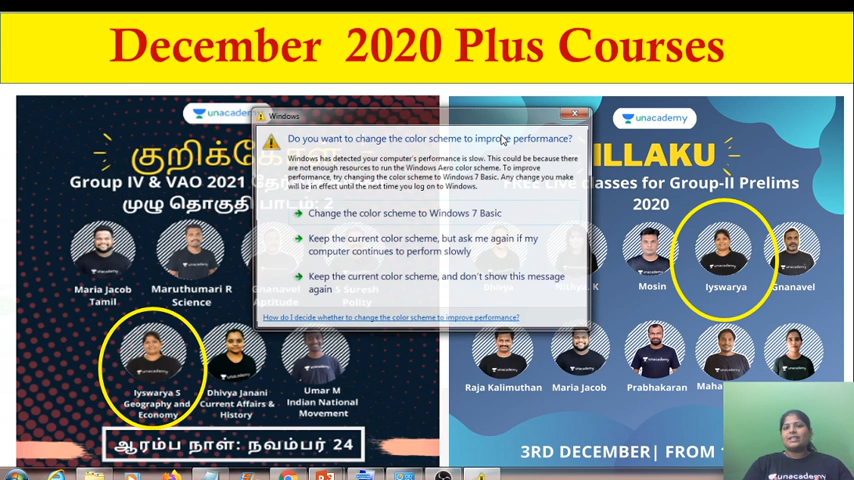 December 2020 Plus Courses
unacademy
Windows
Do you want to change the color scheme to improve performance?
Windows has detected your computer's performance is slow. This could be because there
are not enough resources to run the Windows Aero color scheme. To improve
performance, try changing the color scheme to Windows 7 Basic. Any change you make
will be in effect until the next time you log on to Windows.
Change the color scheme to Windows 7 Basic
Keep the current color scheme, but ask me again if my
computer continues to perform slowly
Keep the current color scheme, and don't show this message
again
How do I decide whether to change the color scheme to improve performance?
Group IV & VAO 2021
முழு தொகுதி பாடம்: 2
Maria Jacob
Tamil
Maruthumari R
Science
Gnanavel
Aptitude
S Suresh
Polity
Iyswarya S
Geography and
Economy
Dhivya Janani
Current Affairs &
History
Umar M
Indian National
Movement
ஆரம்ப நாள்: நவம்பர் 24
unacademy
ILLAKU
FREE Live classes for Group-II Prelims
2020
Mosin
Iyswarya
Gnanavel
Raja Kalimuthan
Maria Jacob
Prabhakaran
3RD DECEMBER| FROM
unacademy